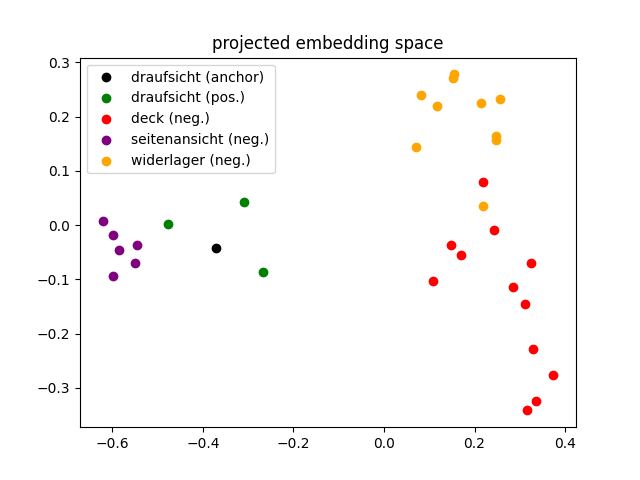 projected embedding space
draufsicht (anchor)
draufsicht (pos.)
deck (neg.)
seitenansicht (neg.)
widerlager (neg.)
0.3
0.2
0.1
0.0
−0.1
−0.2
−0.3
−0.6 −0.4 −0.2 0.0 0.2 0.4